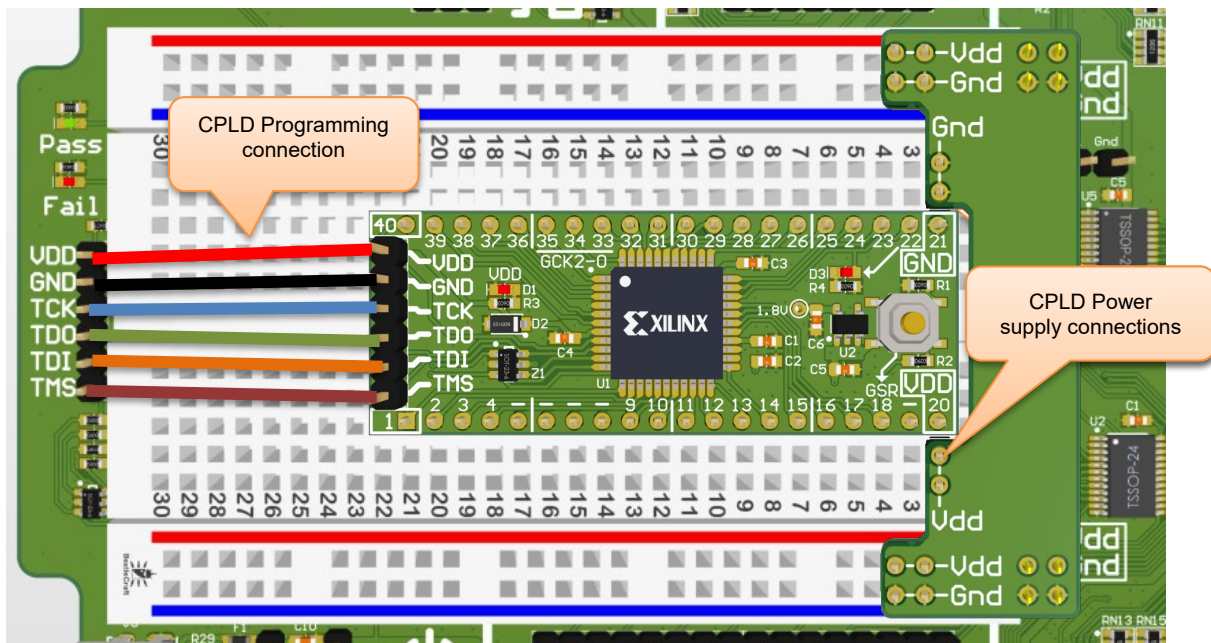 RN11
1205
Vdd
Gnd
Vdd
Gnd
Gnd
Gnd
C5
U5
Pass
Fail
CPLD Programming
connection
30
20 19 18 17 16 15 14 13 12 11 10 9 8 7 6 5 4 3
40 39 38 37 36 35 34 33 32 31 30 29 28 27 26 25 24 23 22 21
GCK2-0
VDD
GND
TCK
TDO
TDI
TMS
VDD
GND
TCK
TDO
TDI
TMS
VDD
D1
R3
D2
C4
Z1
XILINX
U1
C3
1.8V
C1
C2
D3
R4
C6
U2
C5
GND
R1
R2
GSR
VDD
1 2 3 4 - - - - 9 10 11 12 13 14 15 16 17 18 - 20
CPLD Power
supply connections
C1
U2
TSSOP-24
30 29 28 27 26 25 24 23 22 21 20 19 18 17 16 15 14 13 12 11 10 9 8 7 6 5 4 3
Vdd
Vdd
Gnd
dd
nd
BeetleCraft
R29
F1
C10
RN13 RN15